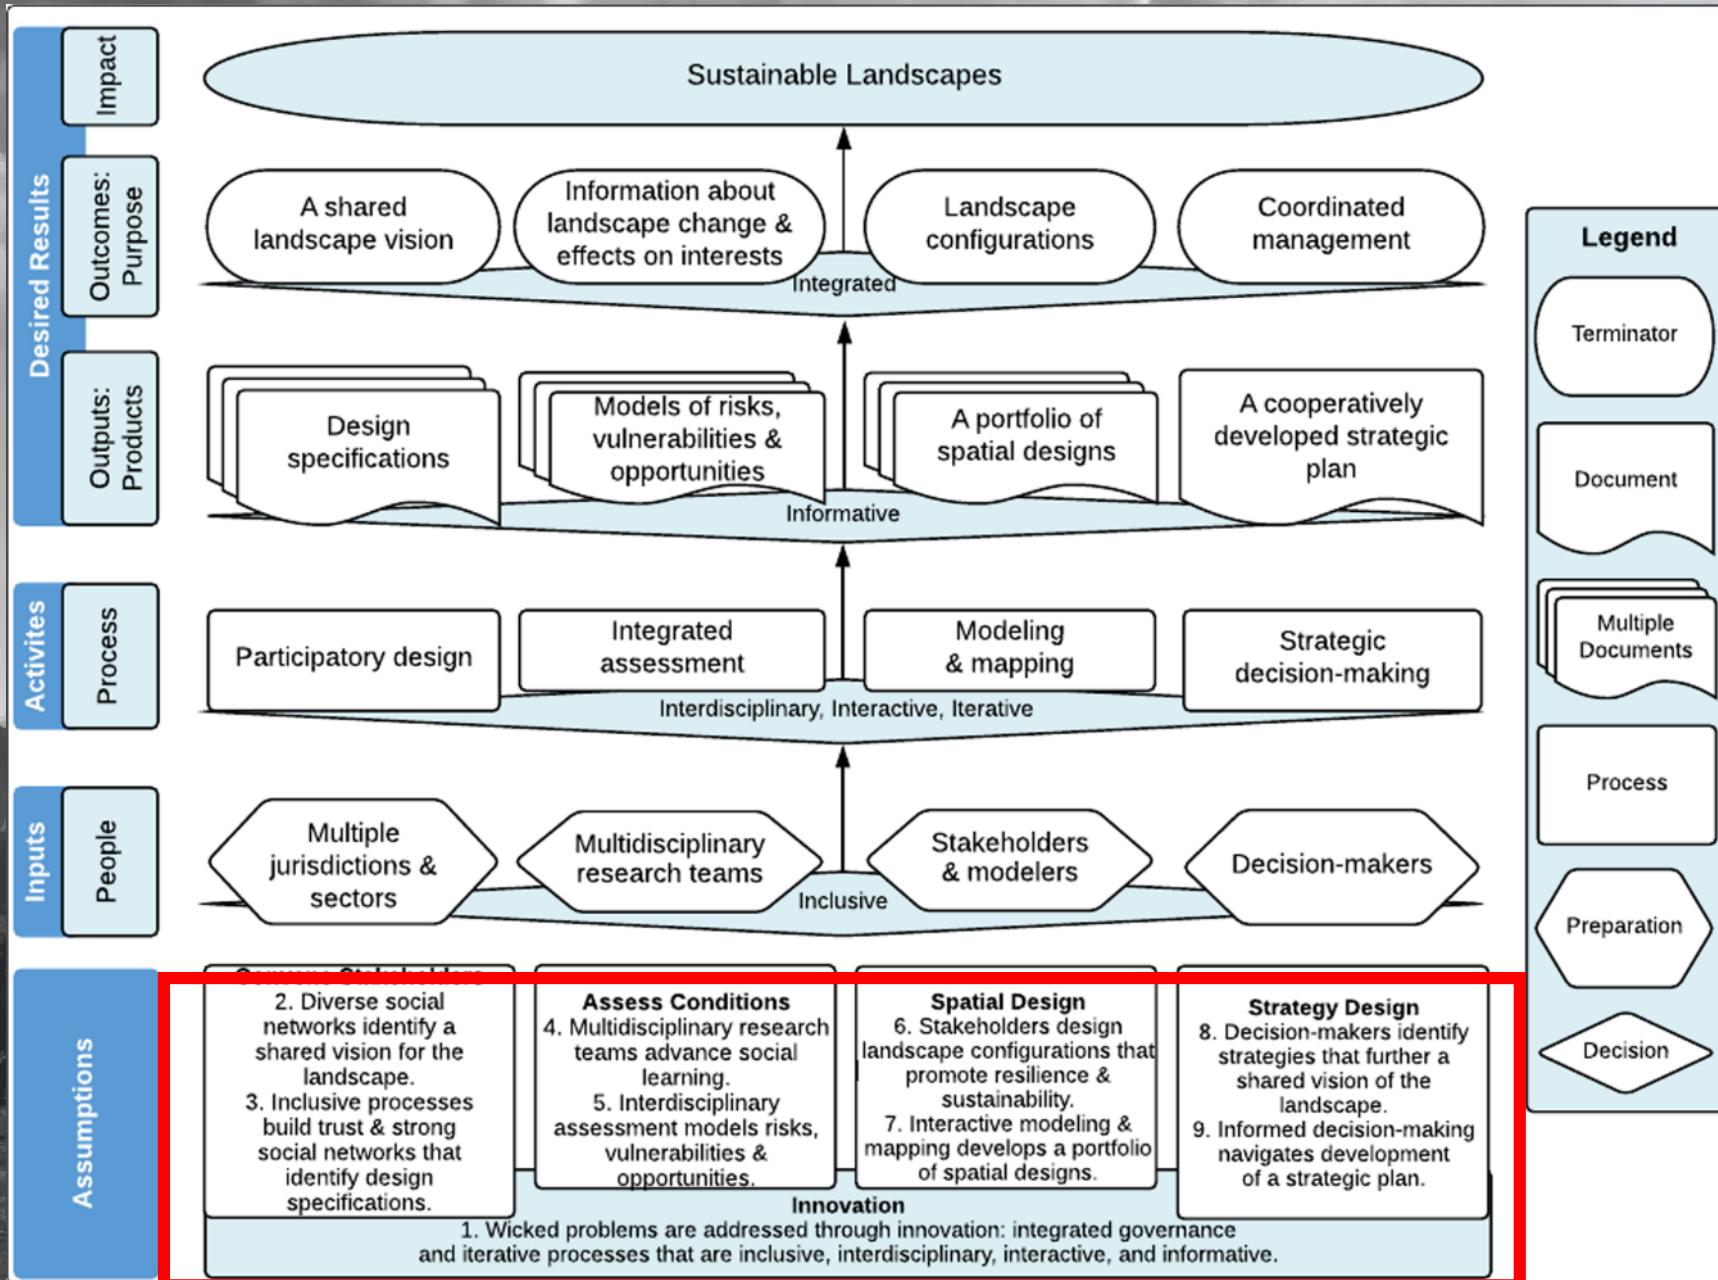 Desired Results
Impact
Sustainable Landscapes
Outcomes:
Purpose
A shared
landscape vision
Information about
landscape change &
effects on interests
Landscape
configurations
Coordinated
management
Integrated
Outputs:
Products
Design
specifications
Models of risks,
vulnerabilities &
opportunities
A portfolio of
spatial designs
A cooperatively
developed strategic
plan
Informative
Activites
Process
Participatory design
Integrated
assessment
Modeling
& mapping
Strategic
decision-making
Interdisciplinary, Interactive, Iterative
Inputs
People
Multiple
jurisdictions &
sectors
Multidisciplinary
research teams
Stakeholders
& modelers
Decision-makers
Inclusive
Assumptions
Convene Stakeholders
2. Diverse social
networks identify a
shared vision for the
landscape.
3. Inclusive processes
build trust & strong
social networks that
identify design
specifications.
Assess Conditions
4. Multidisciplinary research
teams advance social
learning.
5. Interdisciplinary
assessment models risks,
vulnerabilities &
opportunities.
Spatial Design
6. Stakeholders design
landscape configurations that
promote resilience &
sustainability.
7. Interactive modeling &
mapping develops a portfolio
of spatial designs.
Strategy Design
8. Decision-makers identify
strategies that further a
shared vision of the
landscape.
9. Informed decision-making
navigates development
of a strategic plan.
Innovation
1. Wicked problems are addressed through innovation: integrated governance
and iterative processes that are inclusive, interdisciplinary, interactive, and informative.
Legend
Terminator
Document
Multiple
Documents
Process
Preparation
Decision